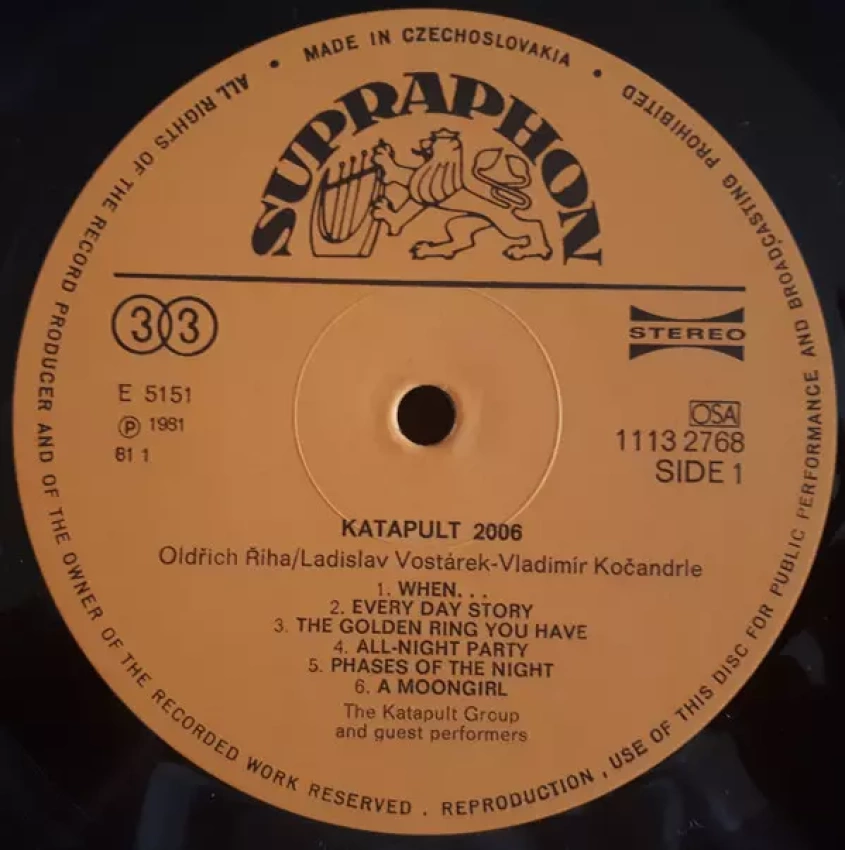 ALL RIGHTS OF THE RECORD PRODUCER AND OF THE OWNER OF THE RECORDED WORK RESERVED . REPRODUCTION , USE OF THIS DISC FOR PUBLIC PERFORMANCE AND BROADCASTING PROHIBITED
• MADE IN CZECHOSLOVAKIA •
SUPRAPHON
33
STEREO
E 5151
Ⓟ 1981
81 1
OSA
1113 2768
SIDE 1
KATAPULT 2006
Oldřich Říha/Ladislav Vostárek-Vladimír Kočandrle
1. WHEN...
2. EVERY DAY STORY
3. THE GOLDEN RING YOU HAVE
4. ALL-NIGHT PARTY
5. PHASES OF THE NIGHT
6. A MOONGIRL
The Katapult Group
and guest performers